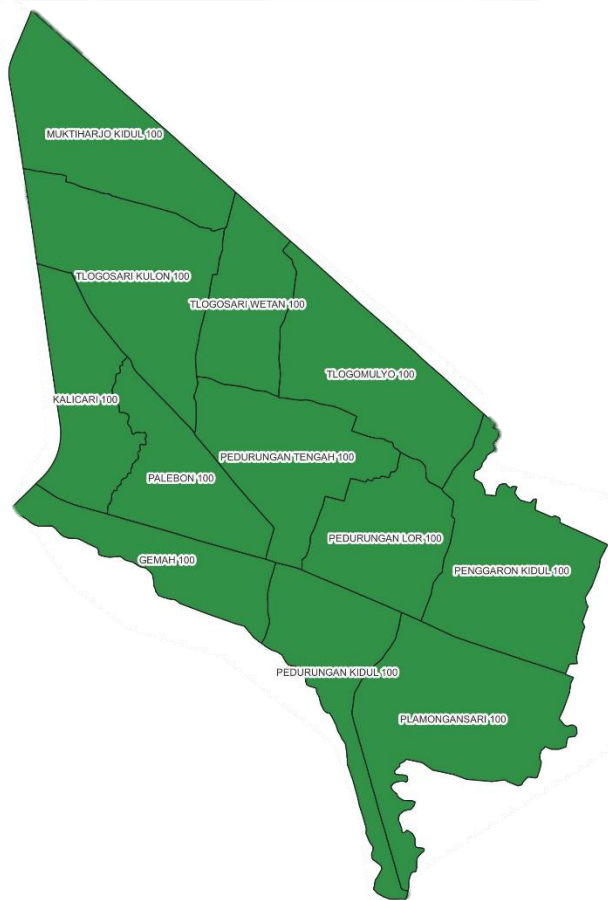 MUKTIHARJO KIDUL 100
TLOGOSARI KULON 100
TLOGOSARI WETAN 100
TLOGOMULYO 100
KALICARI 100
PEDURUNGAN TENGAH 100
PALEBON 100
PEDURUNGAN LOR 100
GEMAH 100
PENGGARON KIDUL 100
PEDURUNGAN KIDUL 100
PLAMONGANSARI 100